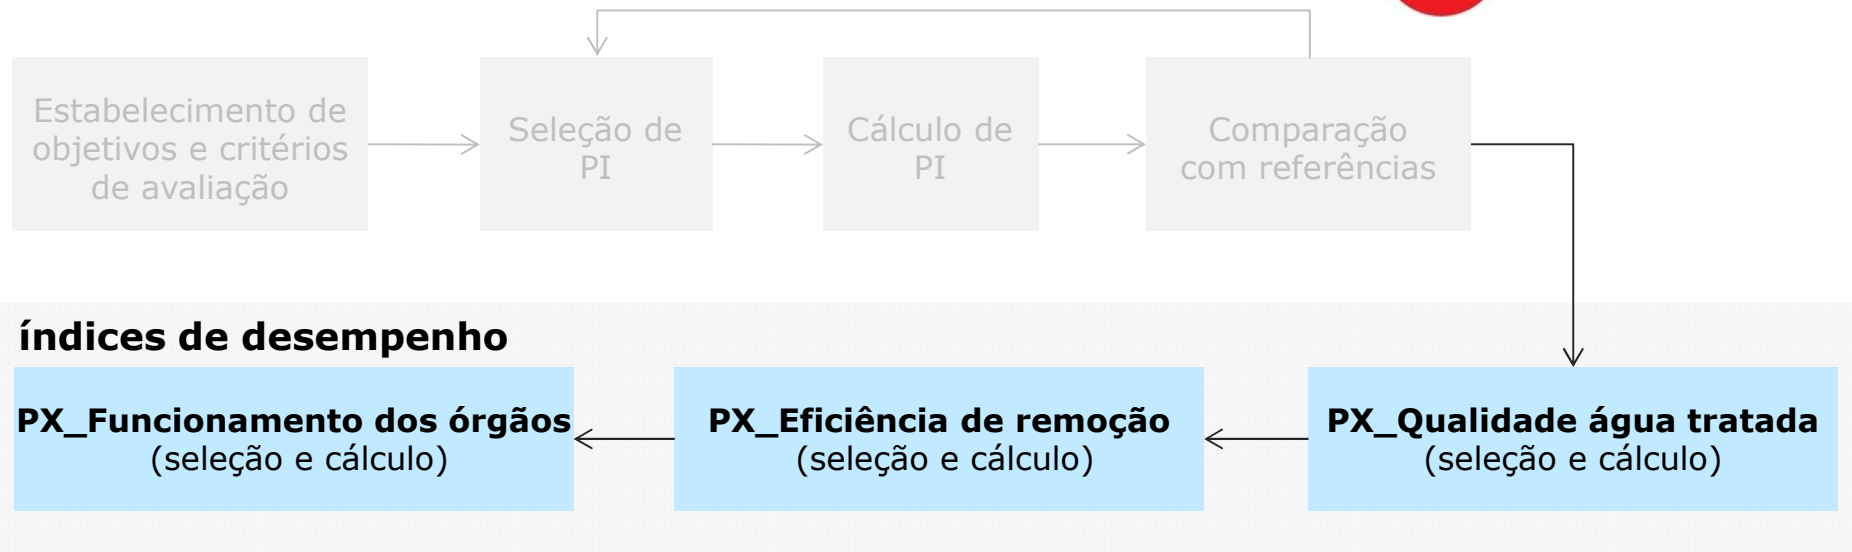 Estabelecimento de
objetivos e critérios
de avaliação
Seleção de
PI
Cálculo de
PI
Comparação
com referências
índices de desempenho
PX_Funcionamento dos órgãos
(seleção e cálculo)
PX_Eficiência de remoção
(seleção e cálculo)
PX_Qualidade água tratada
(seleção e cálculo)